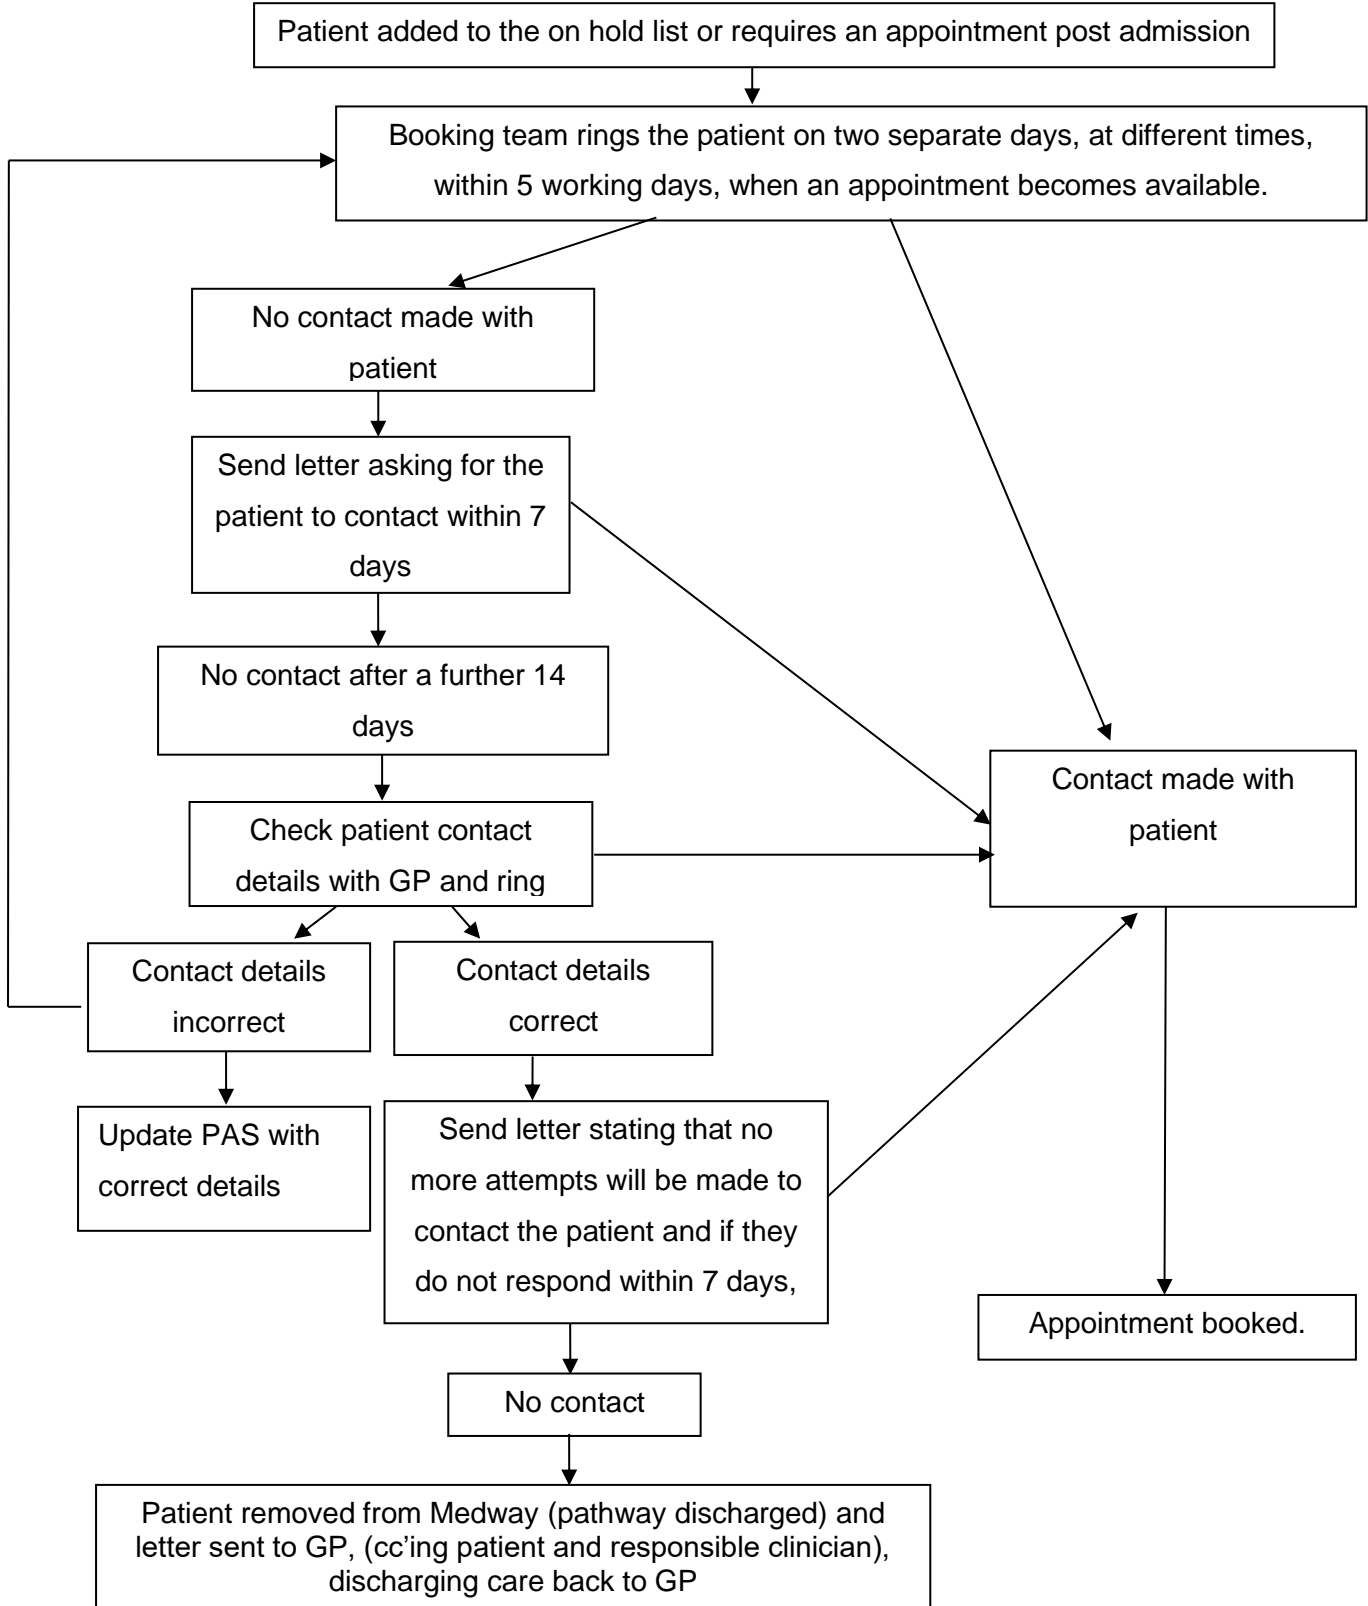 Patient added to the on hold list or requires an appointment post admission
Booking team rings the patient on two separate days, at different times,
within 5 working days, when an appointment becomes available.
No contact made with
patient
Send letter asking for the
patient to contact within 7
days
No contact after a further 14
days
Contact made with
patient
Check patient contact
details with GP and ring
Contact details
incorrect
Contact details
correct
Update PAS with
correct details
Send letter stating that no
more attempts will be made to
contact the patient and if they
do not respond within 7 days,
Appointment booked.
No contact
Patient removed from Medway (pathway discharged) and
letter sent to GP, (cc’ing patient and responsible clinician),
discharging care back to GP